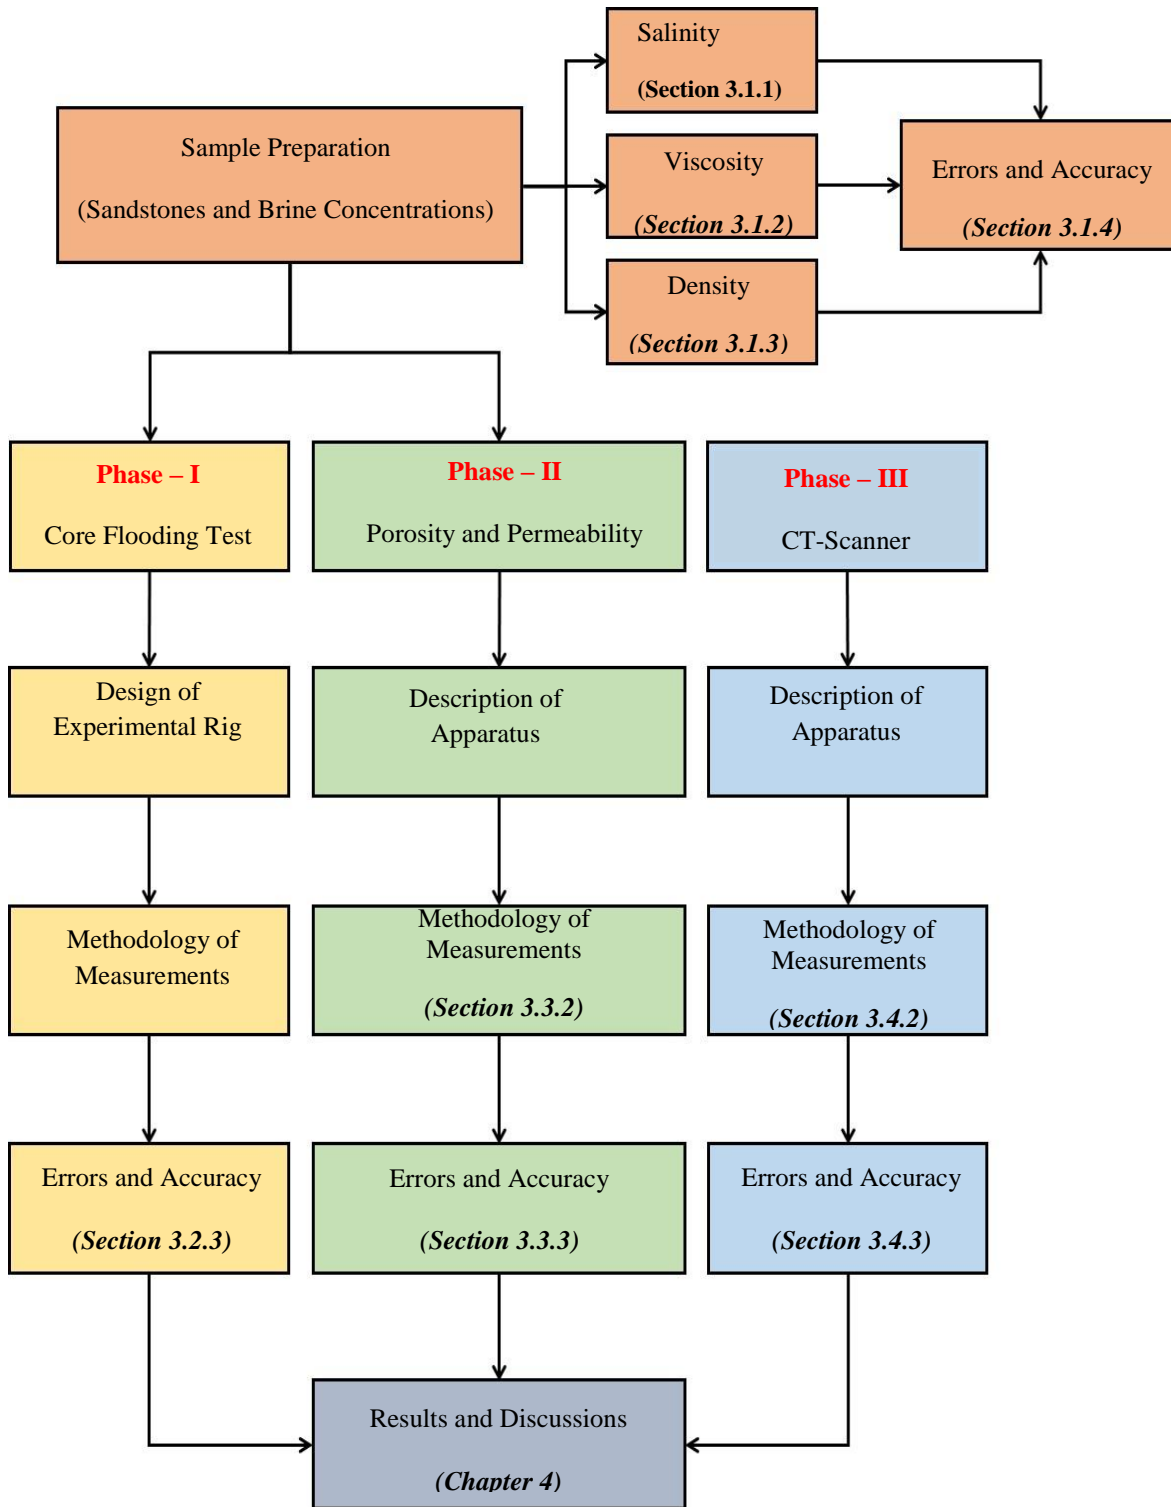 Salinity
(Section 3.1.1)
Sample Preparation
(Sandstones and Brine Concentrations)
Viscosity
(Section 3.1.2)
Errors and Accuracy
(Section 3.1.4)
Density
(Section 3.1.3)
Phase – I
Core Flooding Test
Phase – II
Porosity and Permeability
Phase – III
CT-Scanner
Design of
Experimental Rig
Description of
Apparatus
Description of
Apparatus
Methodology of
Measurements
Methodology of
Measurements
(Section 3.3.2)
Methodology of
Measurements
(Section 3.4.2)
Errors and Accuracy
(Section 3.2.3)
Errors and Accuracy
(Section 3.3.3)
Errors and Accuracy
(Section 3.4.3)
Results and Discussions
(Chapter 4)